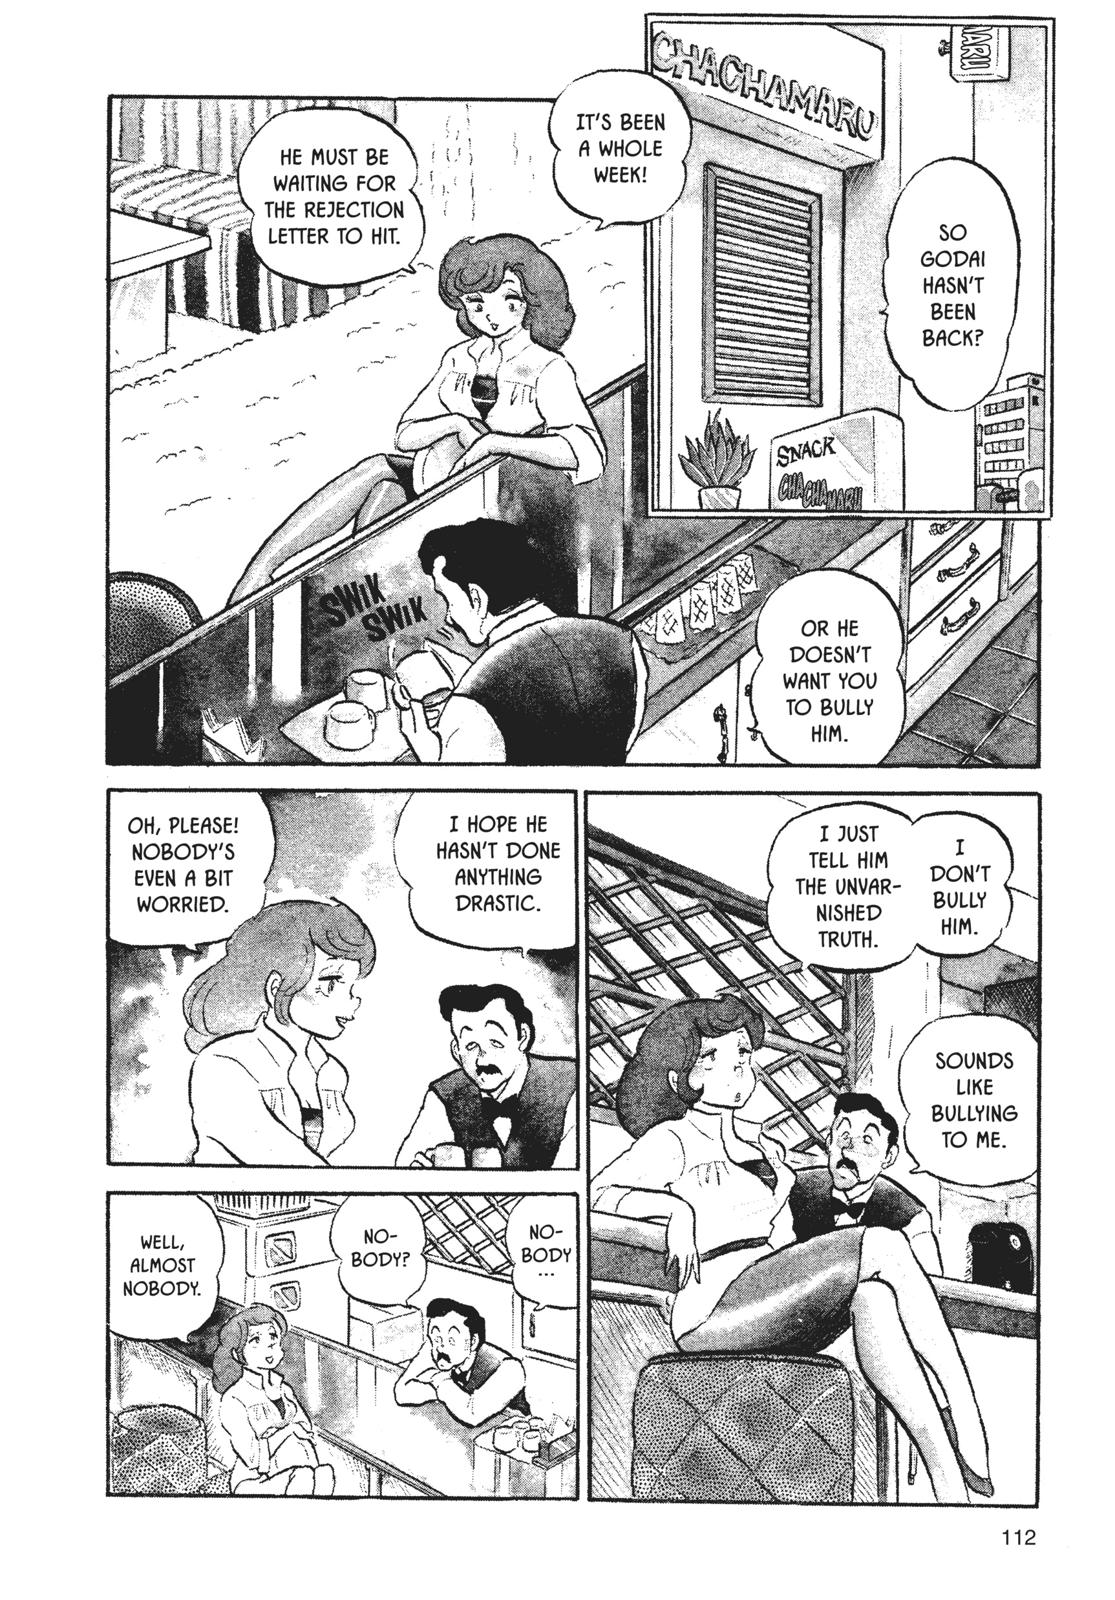 CHACHAMARU
MARU
SO
GODAI
HASN'T
BEEN
BACK?
SNACK
CHACHAMARU
IT'S BEEN
A WHOLE
WEEK!
HE MUST BE
WAITING FOR
THE REJECTION
LETTER TO HIT.
SWIK
SWIK
OR HE
DOESN'T
WANT YOU
TO BULLY
HIM.
I
DON'T
BULLY
HIM.
I JUST
TELL HIM
THE UNVAR-
NISHED
TRUTH.
SOUNDS
LIKE
BULLYING
TO ME.
I HOPE HE
HASN'T DONE
ANYTHING
DRASTIC.
OH, PLEASE!
NOBODY'S
EVEN A BIT
WORRIED.
NO-
BODY
...
NO-
BODY?
WELL,
ALMOST
NOBODY.
112